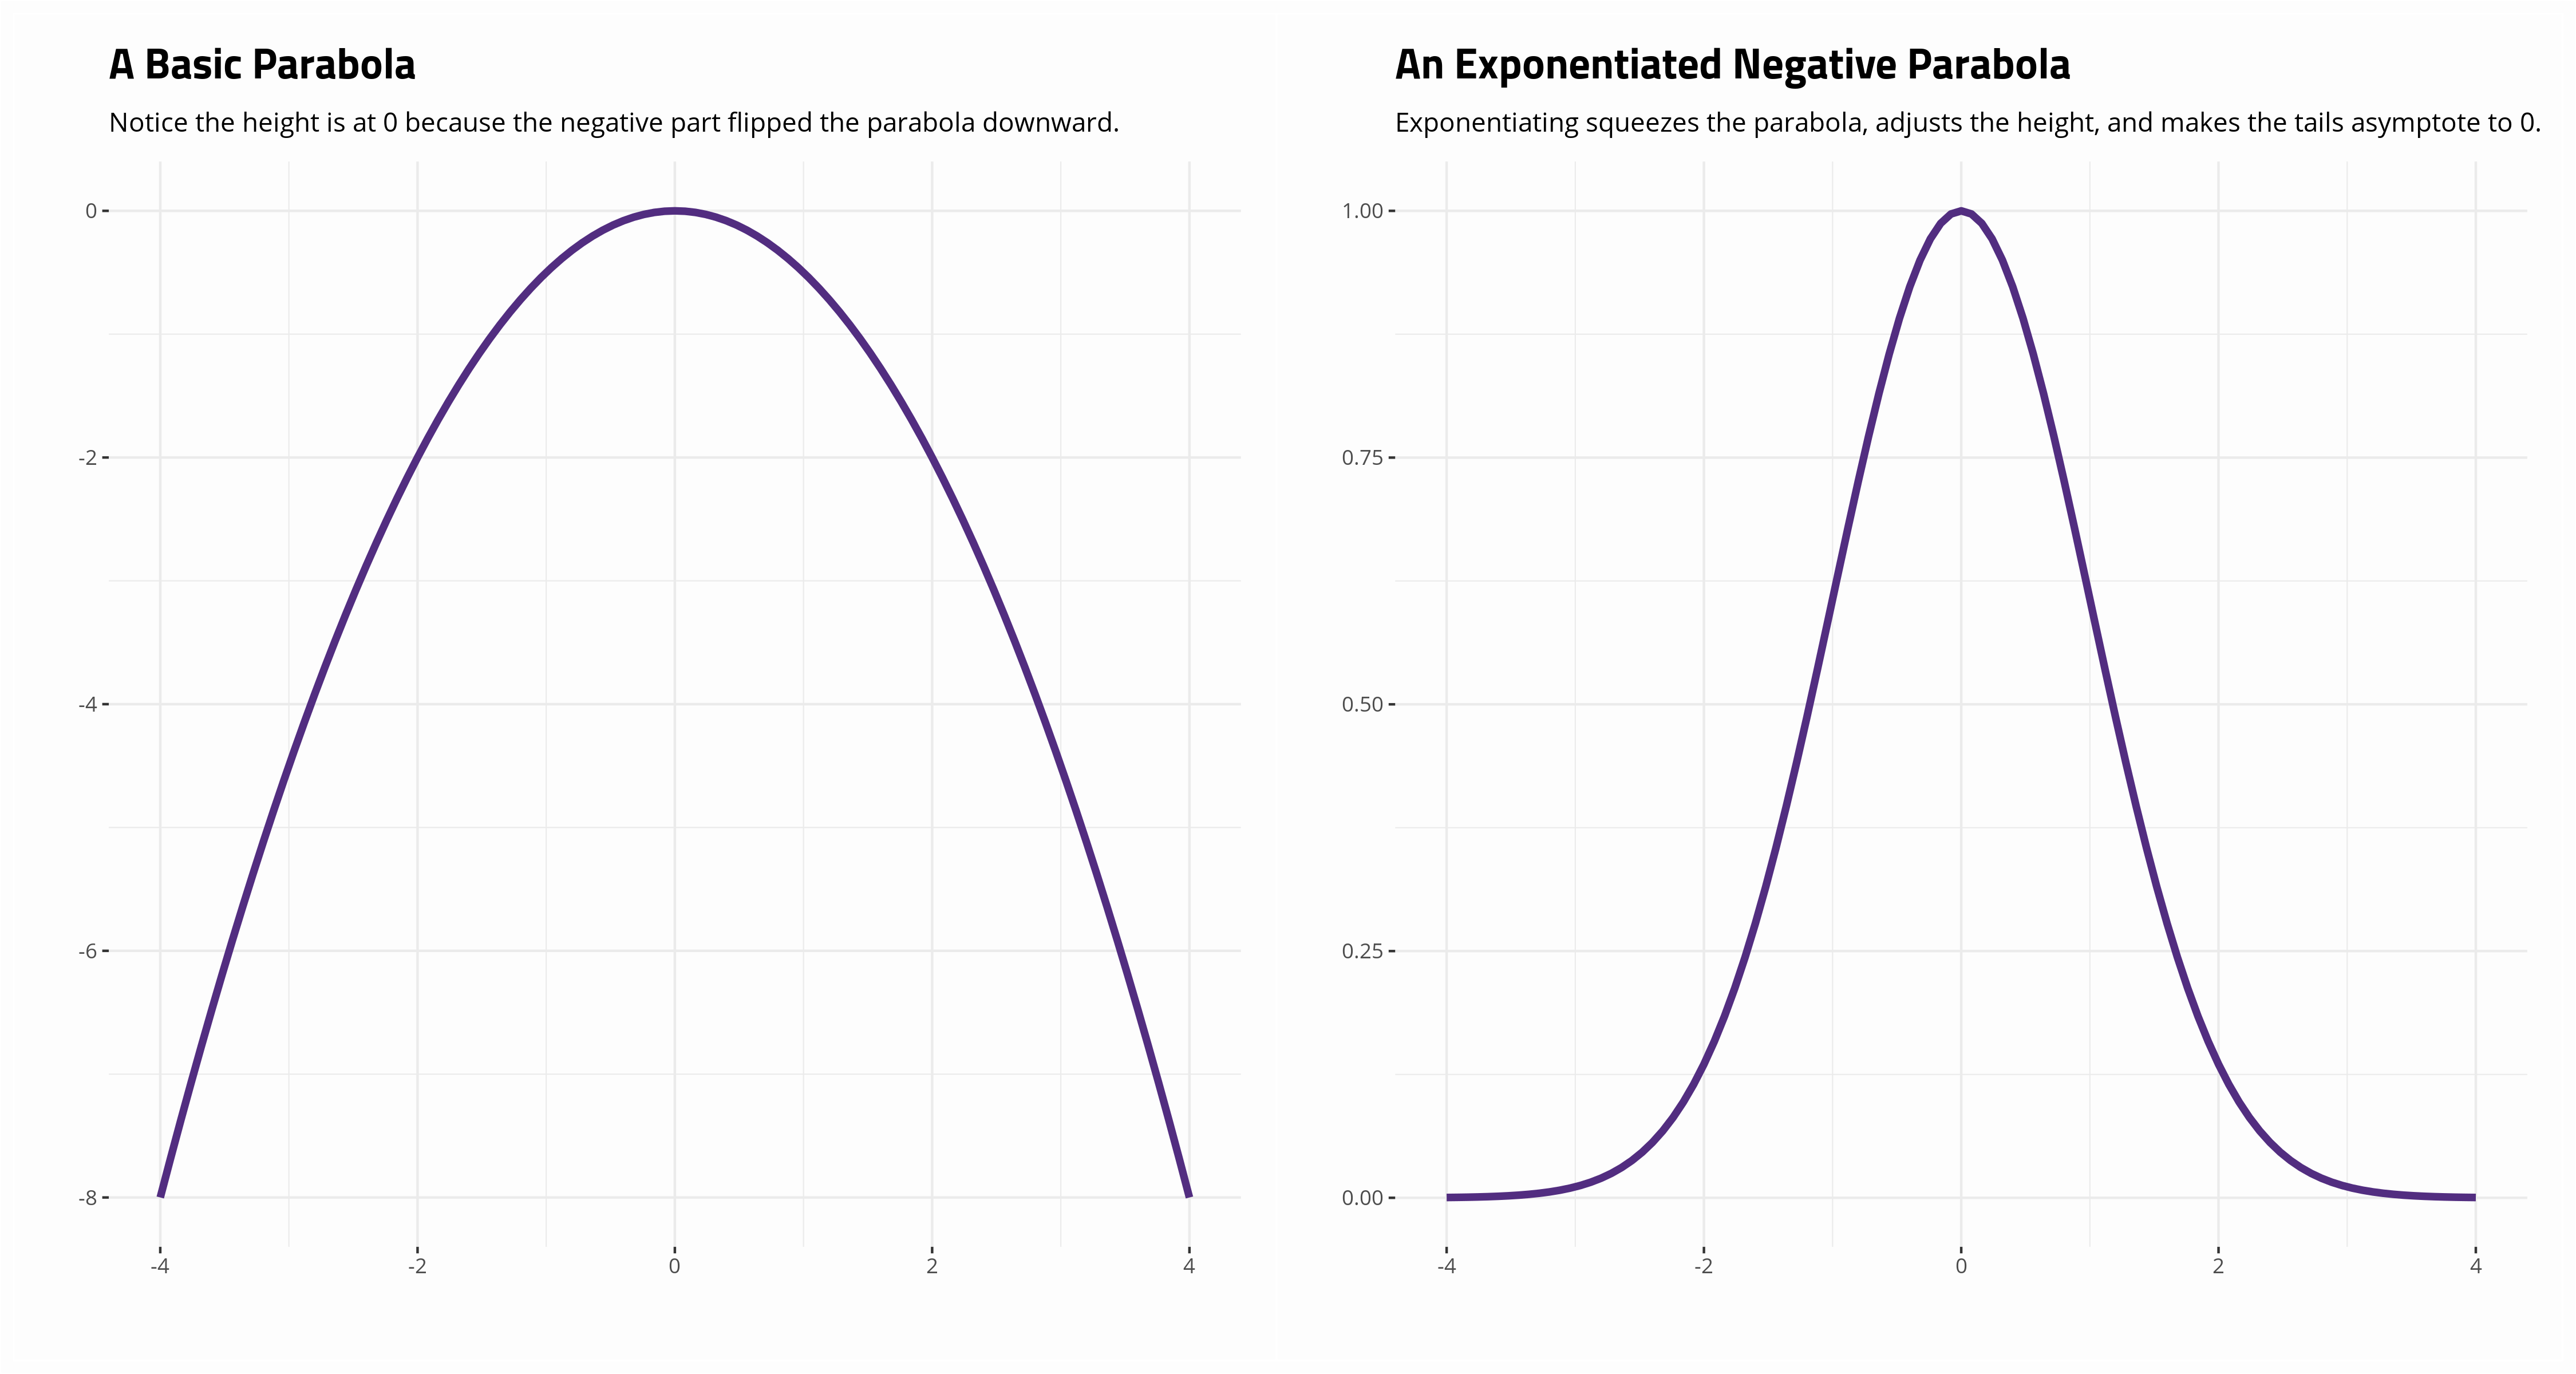 A Basic Parabola
Notice the height is at 0 because the negative part flipped the parabola downward.
0
-2
-4
-6
-8
-4 -2 0 2 4
An Exponentiated Negative Parabola
Exponentiating squeezes the parabola, adjusts the height, and makes the tails asymptote to 0.
1.00
0.75
0.50
0.25
0.00
-4 -2 0 2 4